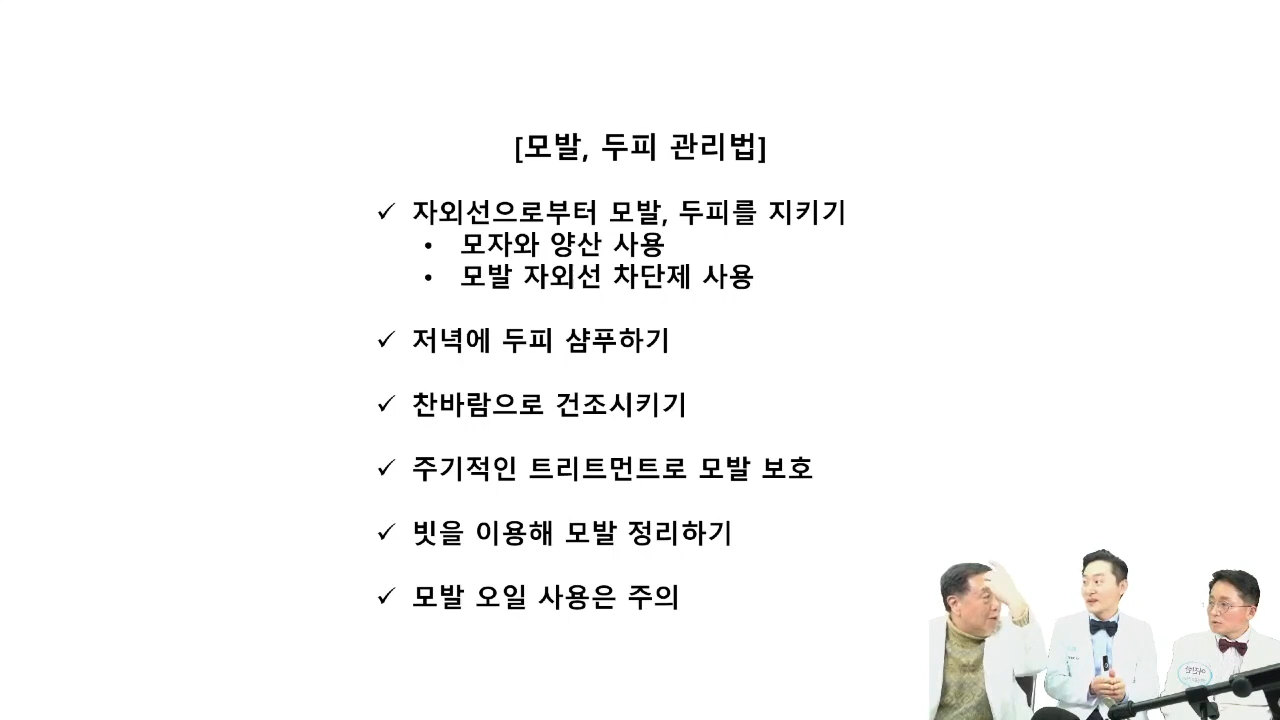 [모발, 두피 관리법]
✓ 자외선으로부터 모발, 두피를 지키기
• 모자와 양산 사용
• 모발 자외선 차단제 사용
✓ 저녁에 두피 샴푸하기
✓ 찬바람으로 건조시키기
✓ 주기적인 트리트먼트로 모발 보호
✓ 빗을 이용해 모발 정리하기
✓ 모발 오일 사용은 주의